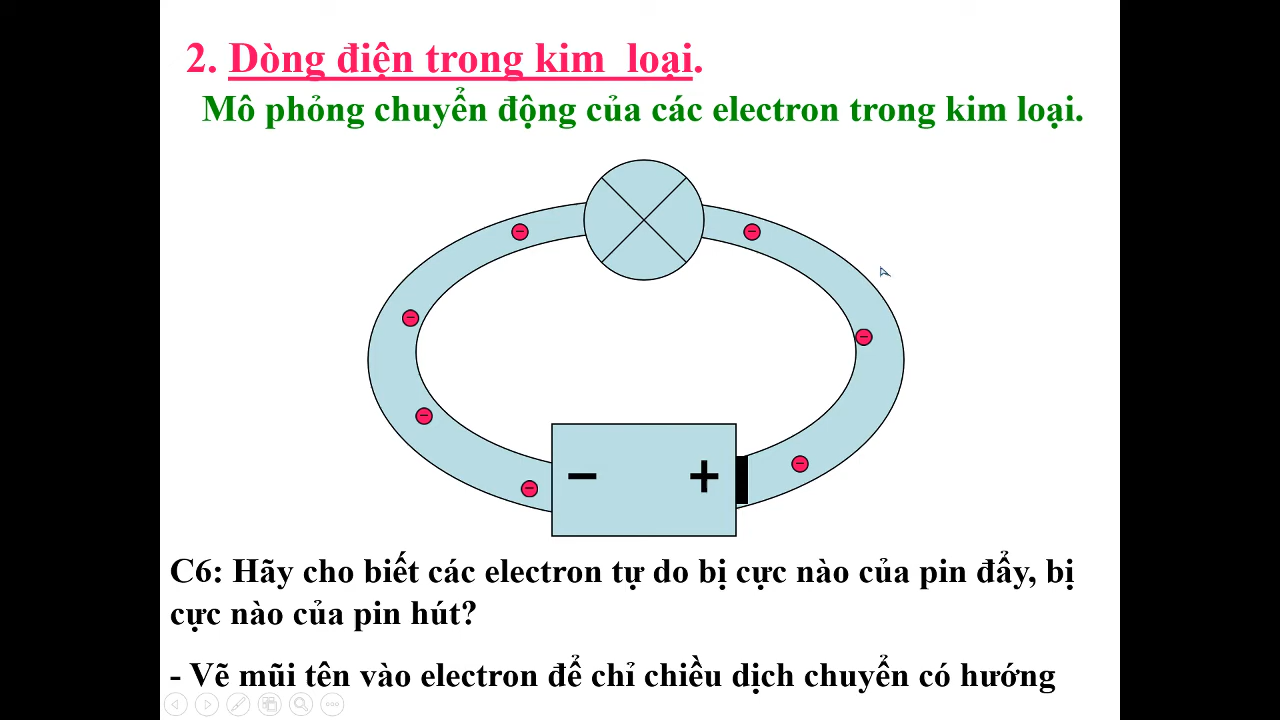 2. Dòng điện trong kim loại.
Mô phỏng chuyển động của các electron trong kim loại.
− − − − − − −
− +
C6: Hãy cho biết các electron tự do bị cực nào của pin đẩy, bị
cực nào của pin hút?
- Vẽ mũi tên vào electron để chỉ chiều dịch chuyển có hướng